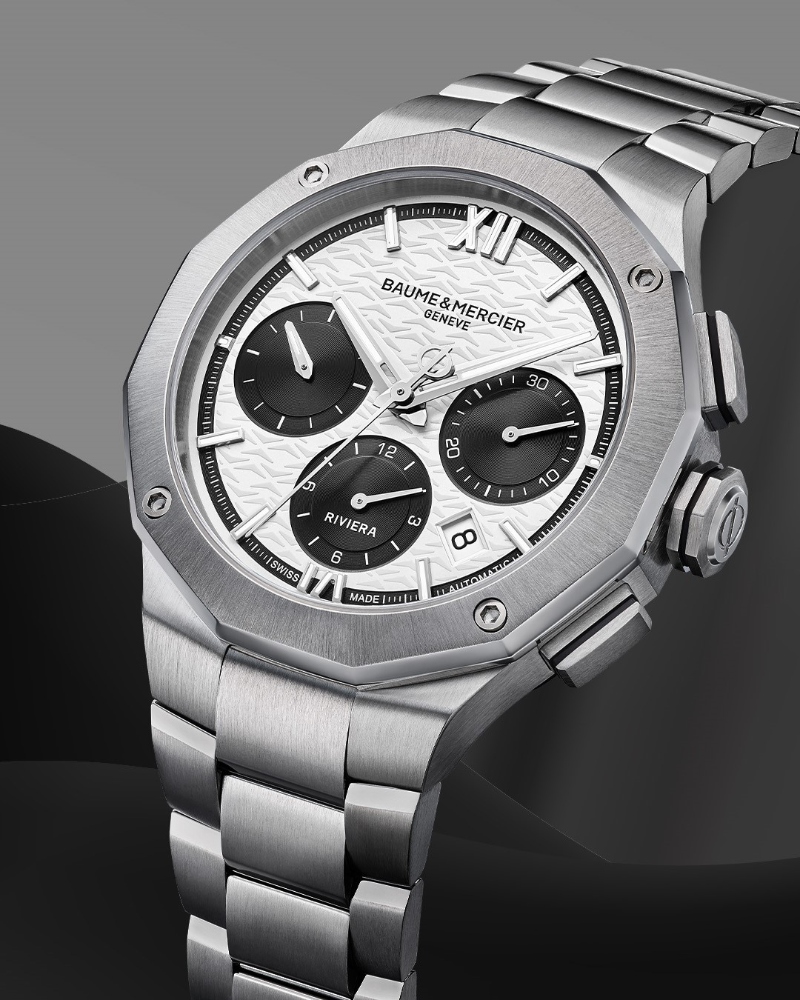 XII
BAUME & MERCIER
GENEVE
30
20
10
12
9
3
6
RIVIERA
8
SWISS
MADE
AUTOMATIC